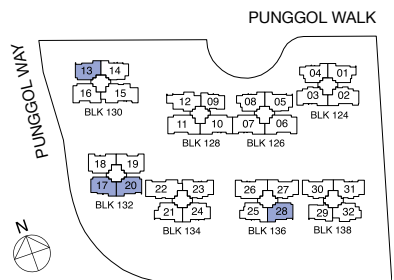 PUNGGOL WALK
PUNGGOL WAY
13 14
16 15
BLK 130
04 01
03 02
BLK 124
12 09
11 10
BLK 128
08 05
07 06
BLK 126
18 19
17 20
BLK 132
22 23
21 24
BLK 134
26 27
25 28
BLK 136
30 31
29 32
BLK 138
N